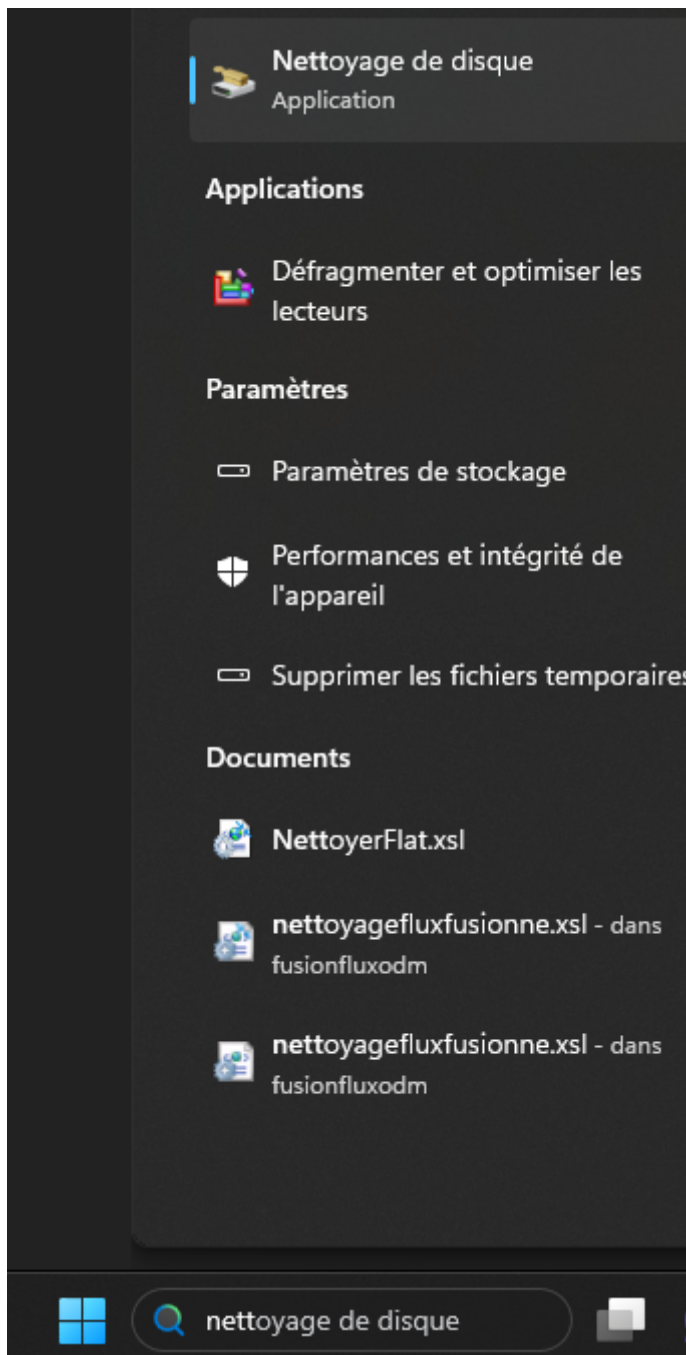 Nettoyage de disque
Application
Applications
Défragmenter et optimiser les
lecteurs
Paramètres
Paramètres de stockage
Performances et intégrité de
l'appareil
Supprimer les fichiers temporaires
Documents
NettoyerFlat.xsl
nettoyagefluxfusionne.xsl - dans
fusionfluxodm
nettoyagefluxfusionne.xsl - dans
fusionfluxodm
nettoyage de disque